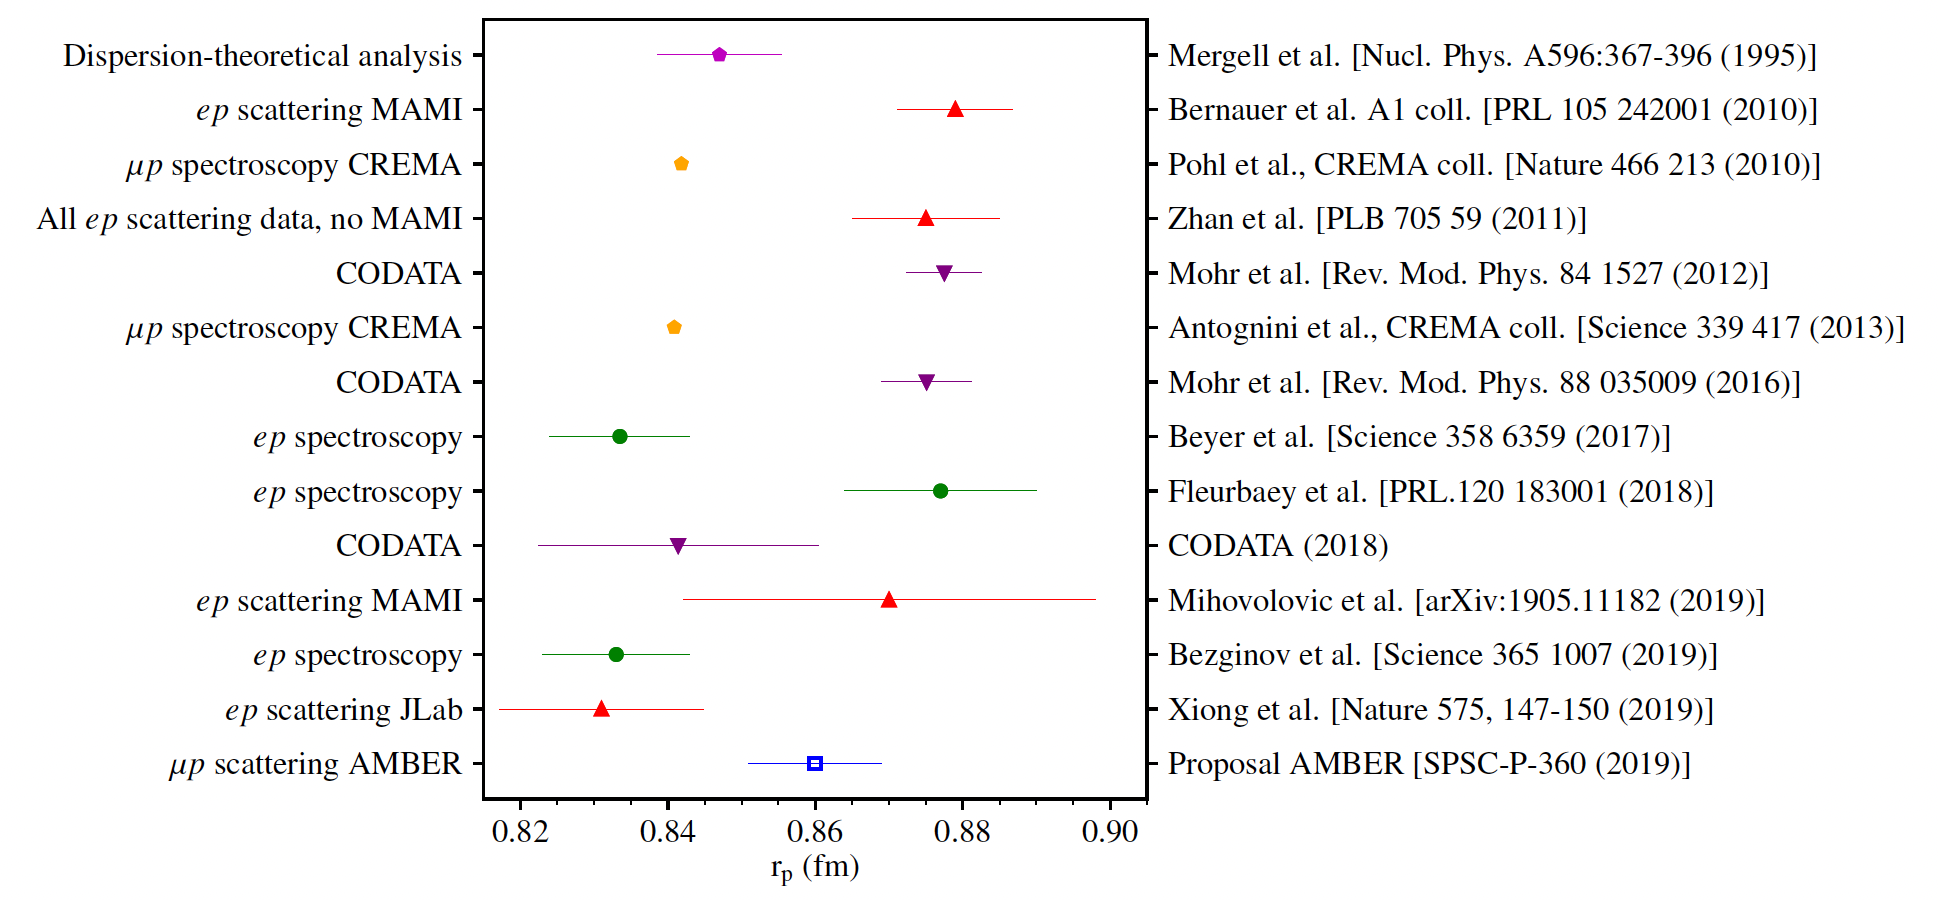 Dispersion-theoretical analysis Mergell et al. [Nucl. Phys. A596:367-396 (1995)]
ep scattering MAMI Bernauer et al. A1 coll. [PRL 105 242001 (2010)]
μp spectroscopy CREMA Pohl et al., CREMA coll. [Nature 466 213 (2010)]
All ep scattering data, no MAMI Zhan et al. [PLB 705 59 (2011)]
CODATA Mohr et al. [Rev. Mod. Phys. 84 1527 (2012)]
μp spectroscopy CREMA Antognini et al., CREMA coll. [Science 339 417 (2013)]
CODATA Mohr et al. [Rev. Mod. Phys. 88 035009 (2016)]
ep spectroscopy Beyer et al. [Science 358 6359 (2017)]
ep spectroscopy Fleurbaey et al. [PRL.120 183001 (2018)]
CODATA CODATA (2018)
ep scattering MAMI Mihovolovic et al. [arXiv:1905.11182 (2019)]
ep spectroscopy Bezginov et al. [Science 365 1007 (2019)]
ep scattering JLab Xiong et al. [Nature 575, 147-150 (2019)]
μp scattering AMBER Proposal AMBER [SPSC-P-360 (2019)]
0.82 0.84 0.86 0.88 0.90
rp (fm)